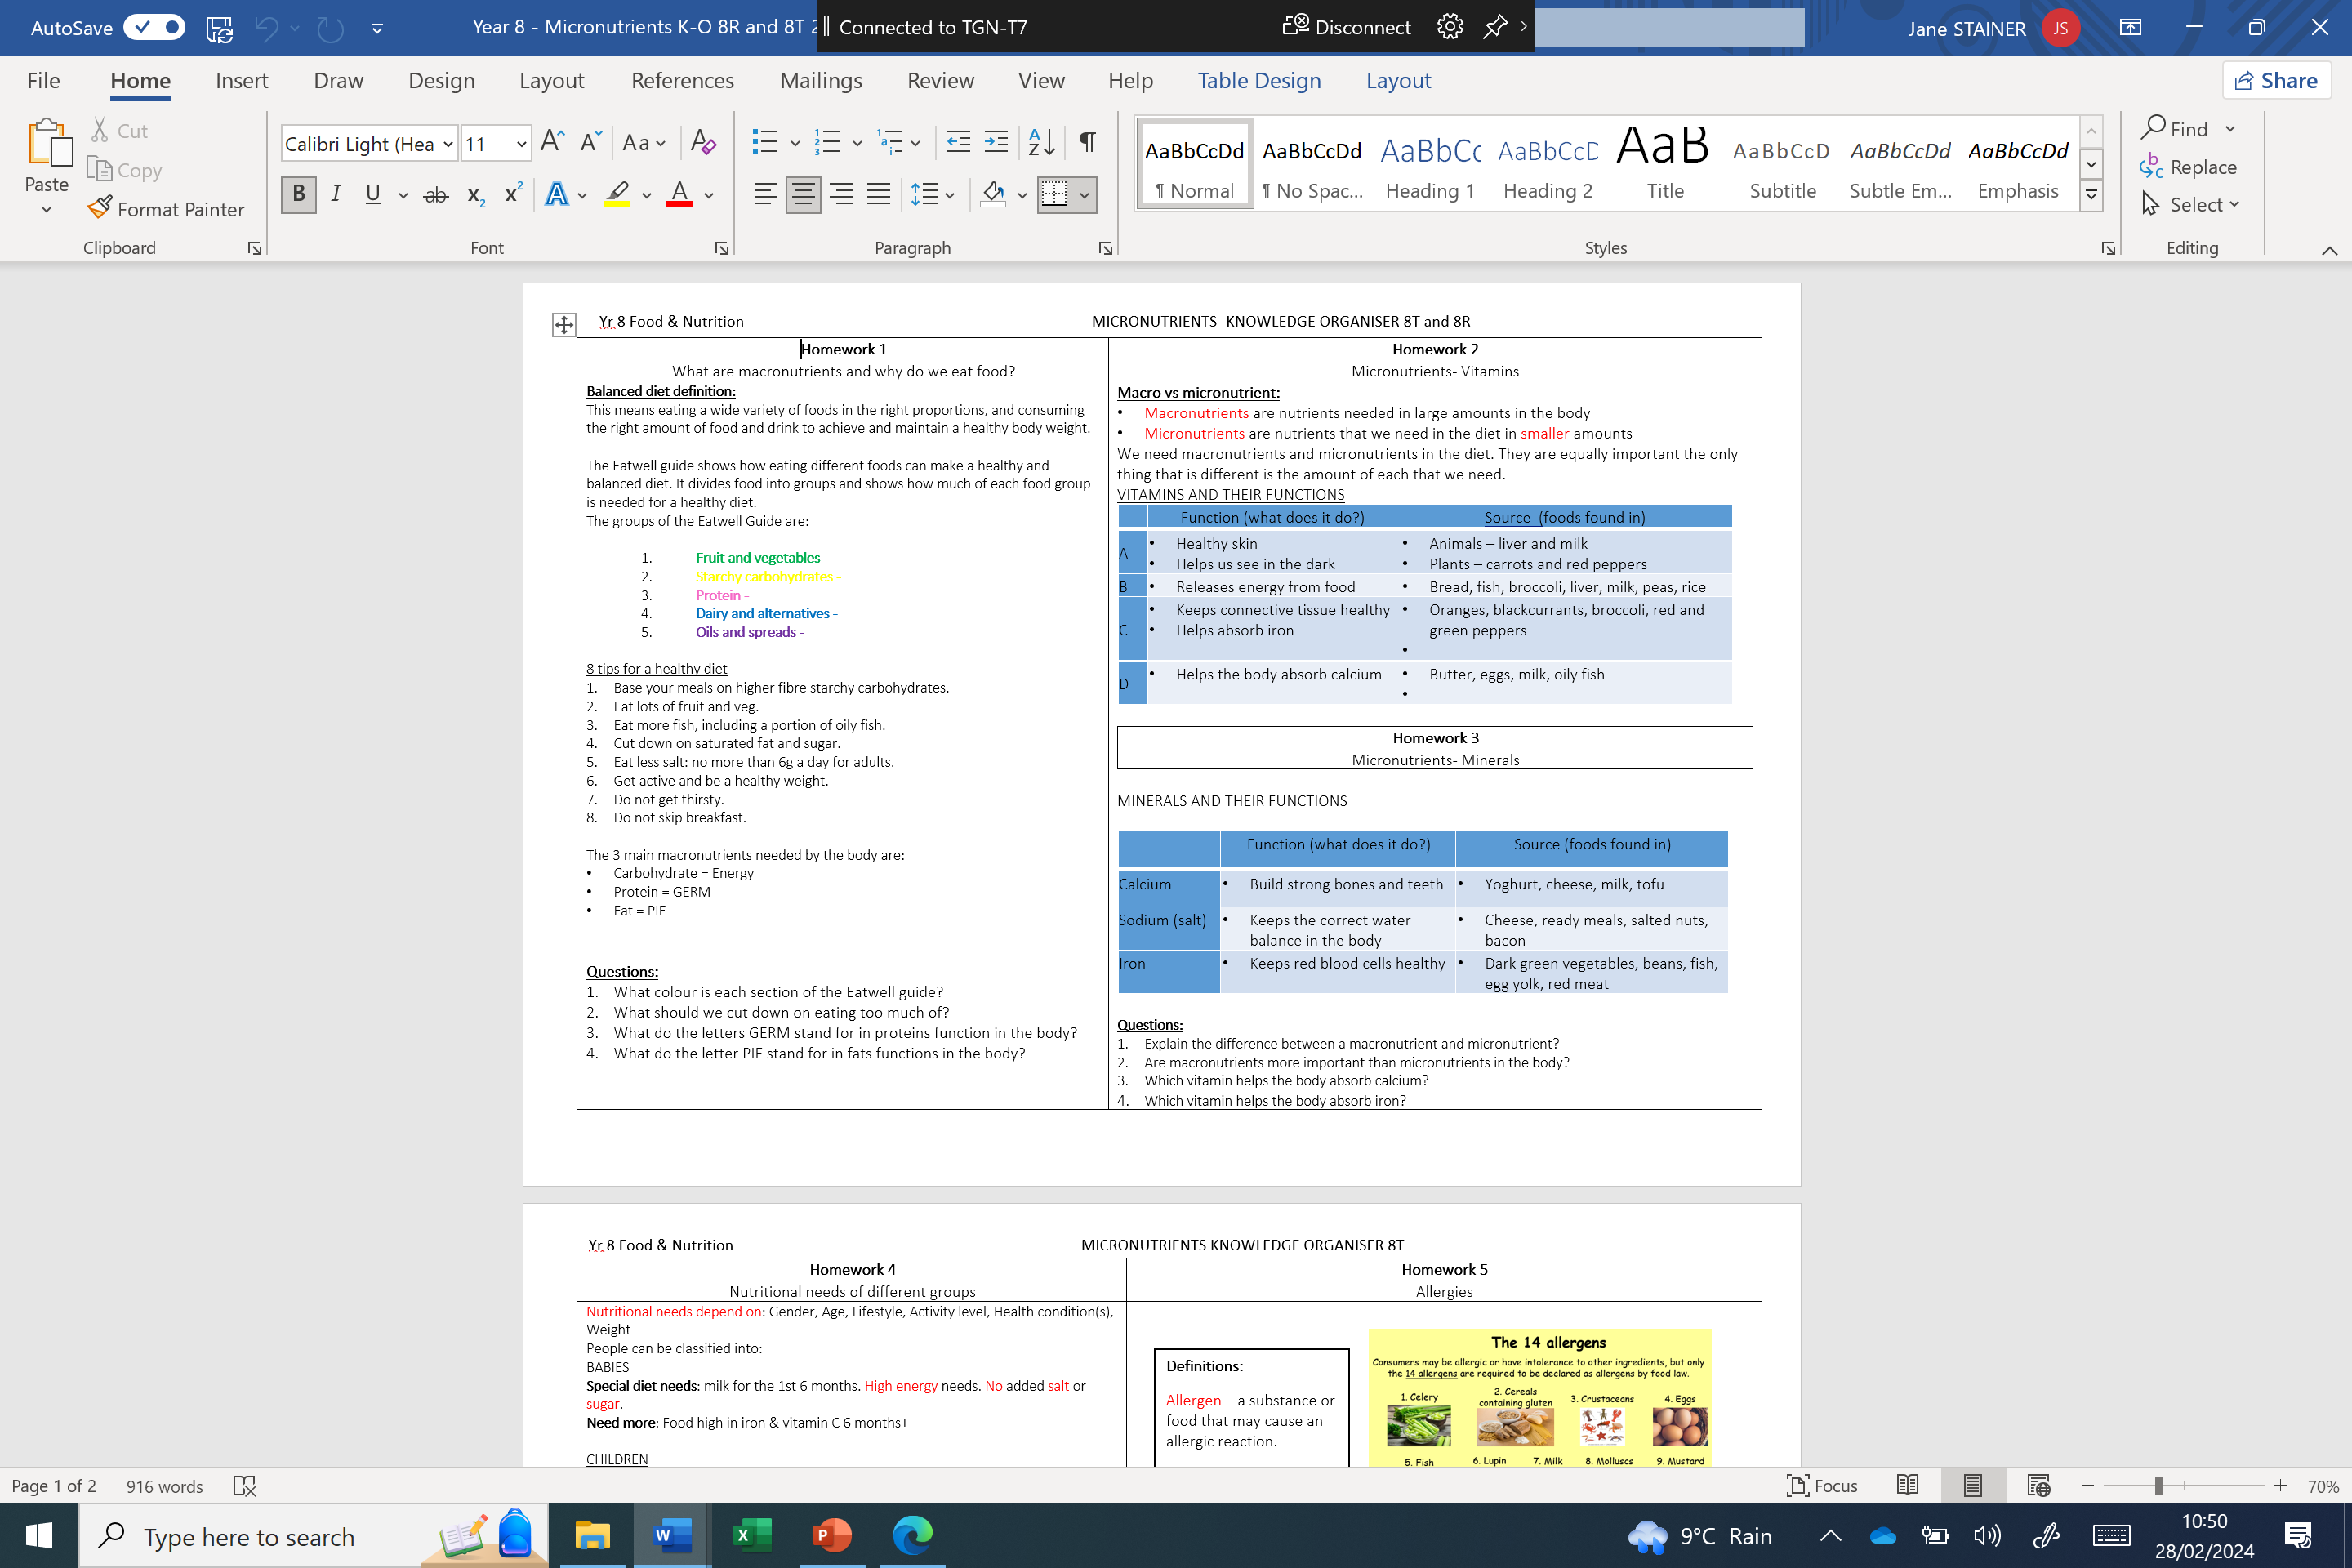 AutoSave
Year 8 - Micronutrients K-O 8R and 8T
Connected to TGN-T7
Disconnect
Jane STAINER
JS
File Home Insert Draw Design Layout References Mailings Review View Help Table Design Layout
Share
Paste
Cut
Copy
Format Painter
Clipboard
Calibri Light (Hea
11
Font
Paragraph
AaBbCcDd AaBbCcDd AaBbCc AaBbCcD AaB AaBbCcD AaBbCcDd AaBbCcDd
¶ Normal ¶ No Spac... Heading 1 Heading 2 Title Subtitle Subtle Em... Emphasis
Styles
Find
Replace
Select
Editing
Yr 8 Food & Nutrition MICRONUTRIENTS- KNOWLEDGE ORGANISER 8T and 8R
Homework 1
What are macronutrients and why do we eat food?
Balanced diet definition:
This means eating a wide variety of foods in the right proportions, and consuming
the right amount of food and drink to achieve and maintain a healthy body weight.
The Eatwell guide shows how eating different foods can make a healthy and
balanced diet. It divides food into groups and shows how much of each food group
is needed for a healthy diet.
The groups of the Eatwell Guide are:
1. Fruit and vegetables -
2. Starchy carbohydrates -
3. Protein -
4. Dairy and alternatives -
5. Oils and spreads -
8 tips for a healthy diet
1. Base your meals on higher fibre starchy carbohydrates.
2. Eat lots of fruit and veg.
3. Eat more fish, including a portion of oily fish.
4. Cut down on saturated fat and sugar.
5. Eat less salt: no more than 6g a day for adults.
6. Get active and be a healthy weight.
7. Do not get thirsty.
8. Do not skip breakfast.
The 3 main macronutrients needed by the body are:
• Carbohydrate = Energy
• Protein = GERM
• Fat = PIE
Questions:
1. What colour is each section of the Eatwell guide?
2. What should we cut down on eating too much of?
3. What do the letters GERM stand for in proteins function in the body?
4. What do the letter PIE stand for in fats functions in the body?
Homework 2
Micronutrients- Vitamins
Macro vs micronutrient:
• Macronutrients are nutrients needed in large amounts in the body
• Micronutrients are nutrients that we need in the diet in smaller amounts
We need macronutrients and micronutrients in the diet. They are equally important the only
thing that is different is the amount of each that we need.
VITAMINS AND THEIR FUNCTIONS
Function (what does it do?) Source (foods found in)
A
• Healthy skin • Animals – liver and milk
• Helps us see in the dark • Plants – carrots and red peppers
B • Releases energy from food • Bread, fish, broccoli, liver, milk, peas, rice
C
• Keeps connective tissue healthy • Oranges, blackcurrants, broccoli, red and
• Helps absorb iron green peppers
•
D
• Helps the body absorb calcium • Butter, eggs, milk, oily fish
•
Homework 3
Micronutrients- Minerals
MINERALS AND THEIR FUNCTIONS
Function (what does it do?) Source (foods found in)
Calcium • Build strong bones and teeth • Yoghurt, cheese, milk, tofu
Sodium (salt) • Keeps the correct water • Cheese, ready meals, salted nuts,
balance in the body bacon
Iron • Keeps red blood cells healthy • Dark green vegetables, beans, fish,
egg yolk, red meat
Questions:
1. Explain the difference between a macronutrient and micronutrient?
2. Are macronutrients more important than micronutrients in the body?
3. Which vitamin helps the body absorb calcium?
4. Which vitamin helps the body absorb iron?
Yr 8 Food & Nutrition MICRONUTRIENTS KNOWLEDGE ORGANISER 8T
Homework 4
Nutritional needs of different groups
Nutritional needs depend on: Gender, Age, Lifestyle, Activity level, Health condition(s),
Weight
People can be classified into:
BABIES
Special diet needs: milk for the 1st 6 months. High energy needs. No added salt or
sugar.
Need more: Food high in iron & vitamin C 6 months+
CHILDREN
Homework 5
Allergies
Definitions:
Allergen – a substance or
food that may cause an
allergic reaction.
The 14 allergens
Consumers may be allergic or have intolerance to other ingredients, but only
the 14 allergens are required to be declared as allergens by food law.
1. Celery 2. Cereals containing gluten 3. Crustaceans 4. Eggs
5. Fish 6. Lupin 7. Milk 8. Molluscs 9. Mustard
Page 1 of 2 916 words
Focus
70%
Type here to search
9°C Rain
10:50
28/02/2024